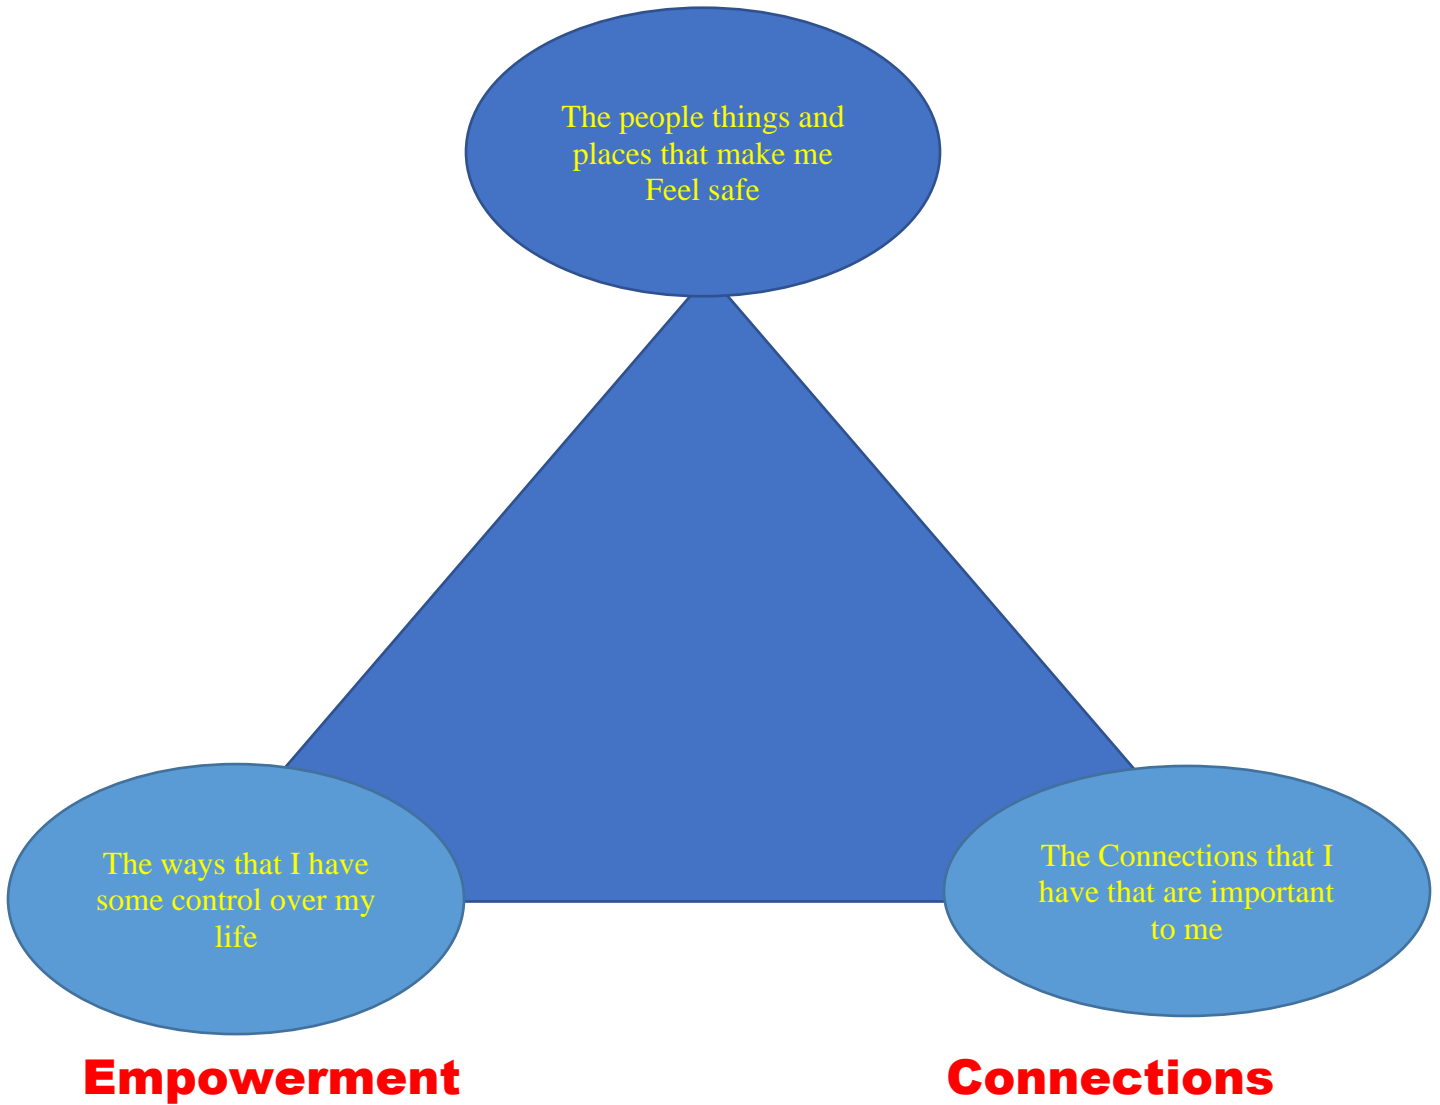 The people things and
places that make me
Feel safe
The ways that I have
some control over my
life
The Connections that I
have that are important
to me
Empowerment
Connections